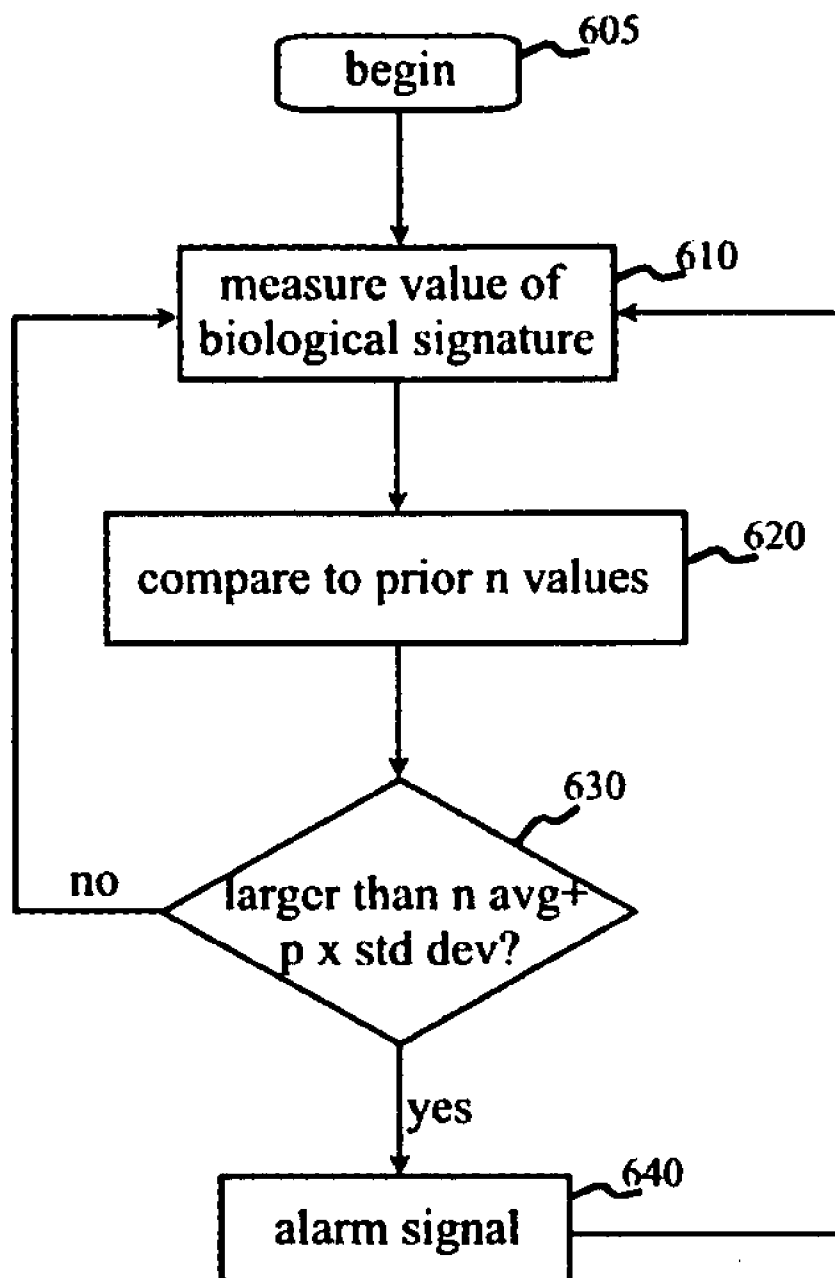 begin
605
measure value of
biological signature
610
compare to prior n values
620
larger than n avg+
p x std dev?
630
no
yes
alarm signal
640